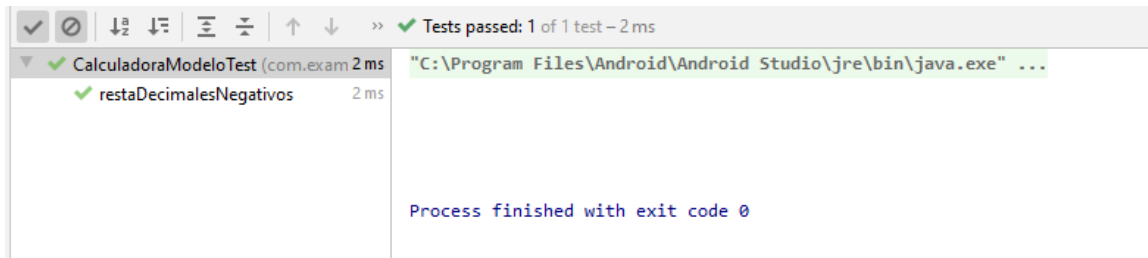 Tests passed: 1 of 1 test – 2 ms
CalculadoraModeloTest (com.exam 2 ms
restaDecimalesNegativos 2 ms
"C:\Program Files\Android\Android Studio\jre\bin\java.exe" ...
Process finished with exit code 0